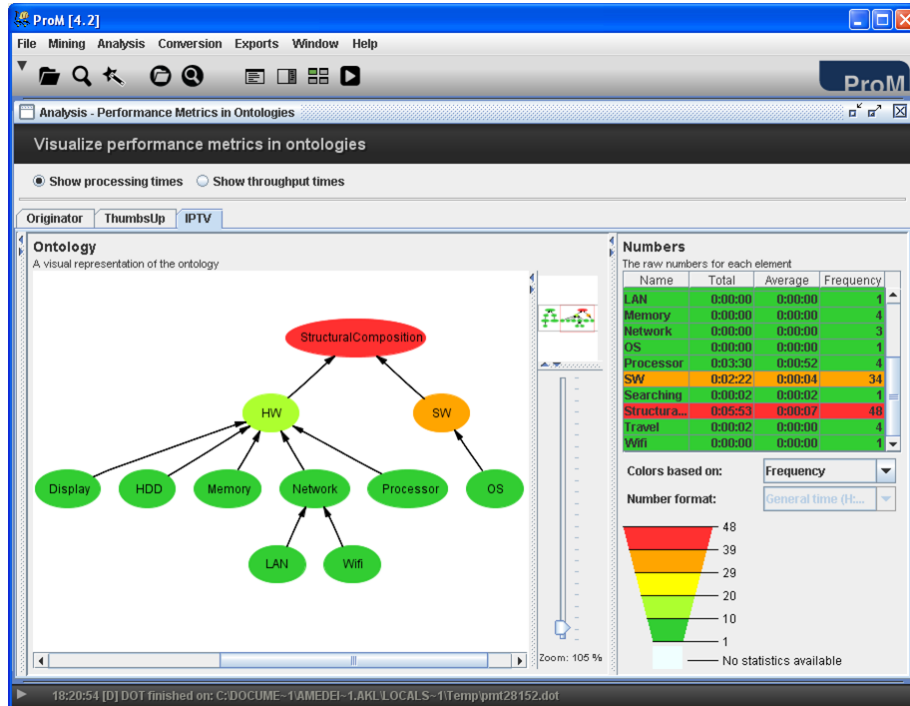 ProM [4.2]
File Mining Analysis Conversion Exports Window Help
ProM
Analysis - Performance Metrics in Ontologies
Visualize performance metrics in ontologies
Show processing times Show throughput times
Originator ThumbsUp IPTV
Ontology
A visual representation of the ontology
StructuralComposition
HW SW
Display HDD Memory Network Processor OS
LAN Wifi
Zoom: 105 %
Numbers
The raw numbers for each element
Name Total Average Frequency
LAN 0:00:00 0:00:00 1
Memory 0:00:00 0:00:00 4
Network 0:00:00 0:00:00 3
OS 0:00:00 0:00:00 1
Processor 0:03:30 0:00:52 4
SW 0:02:22 0:00:04 34
Searching 0:00:02 0:00:02 1
Structura... 0:05:53 0:00:07 48
Travel 0:00:02 0:00:00 4
Wifi 0:00:00 0:00:00 1
Colors based on: Frequency
Number format: General time (H:...
48
39
29
20
10
1
No statistics available
18:20:54 [D] DOT finished on: C:\DOCUME~1\AMEDEI~1.AKL\LOCALS~1\Temp\pmt28152.dot